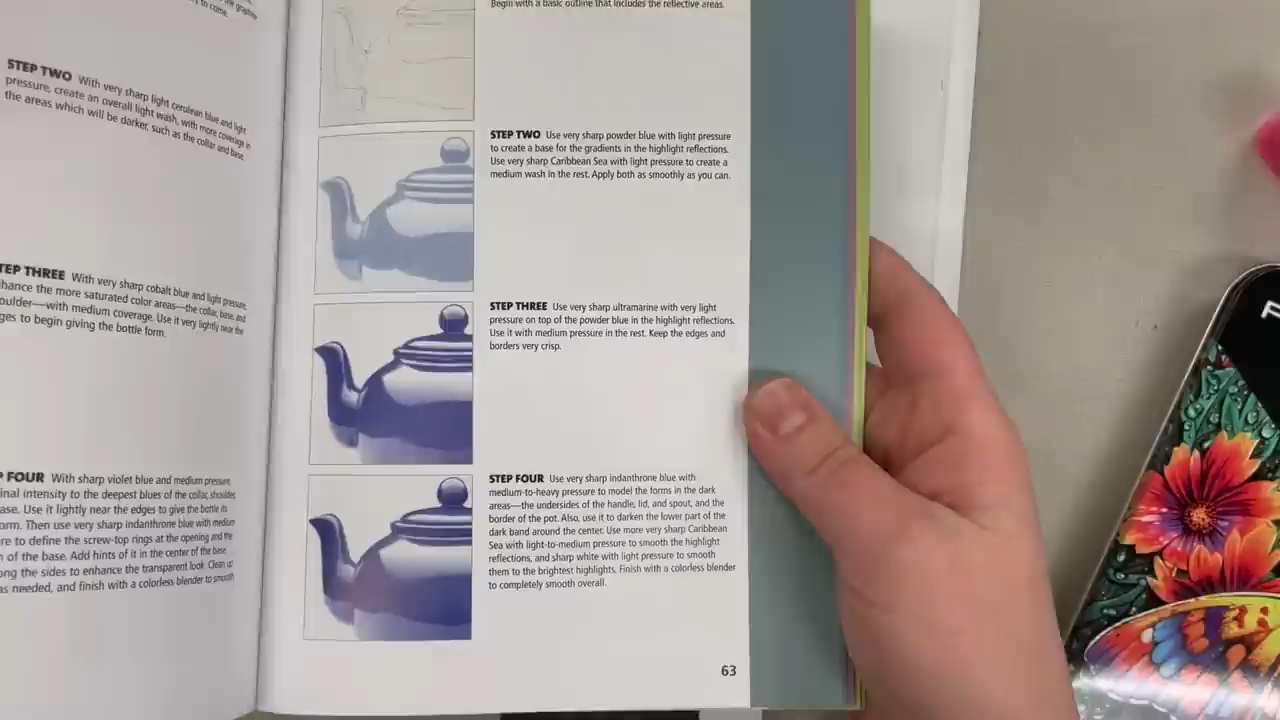 to come.
STEP TWO With very sharp light cerulean blue and light
pressure, create an overall light wash, with more coverage in
the areas which will be darker, such as the collar and base.
TEP THREE With very sharp cobalt blue and light pressure,
hance the more saturated color areas—the collar, base, and
oulder—with medium coverage. Use it very lightly near the
ges to begin giving the bottle form.
P FOUR With sharp violet blue and medium pressure,
inal intensity to the deepest blues of the collar, shoulders
ase. Use it lightly near the edges to give the bottle its
orm. Then use very sharp indanthrone blue with medium
re to define the screw-top rings at the opening and the
of the base. Add hints of it in the center of the base
ong the sides to enhance the transparent look. Clean up
as needed, and finish with a colorless blender to smooth
Begin with a basic outline that includes the reflective areas.
STEP TWO Use very sharp powder blue with light pressure
to create a base for the gradients in the highlight reflections.
Use very sharp Caribbean Sea with light pressure to create a
medium wash in the rest. Apply both as smoothly as you can.
STEP THREE Use very sharp ultramarine with very light
pressure on top of the powder blue in the highlight reflections.
Use it with medium pressure in the rest. Keep the edges and
borders very crisp.
STEP FOUR Use very sharp indanthrone blue with
medium-to-heavy pressure to model the forms in the dark
areas—the undersides of the handle, lid, and spout, and the
border of the pot. Also, use it to darken the lower part of the
dark band around the center. Use more very sharp Caribbean
Sea with light-to-medium pressure to smooth the highlight
reflections, and sharp white with light pressure to smooth
them to the brightest highlights. Finish with a colorless blender
to completely smooth overall.
63